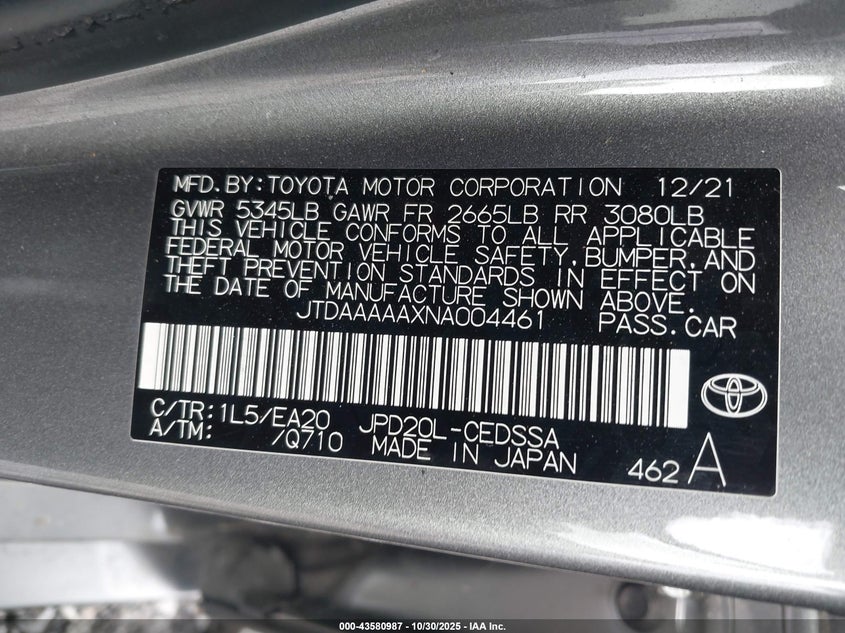 MFD.BY:TOYOTA MOTOR CORPORATION 12/21
GVWR 5345LB GAWR FR 2665LB RR 3080LB
THIS VEHICLE CONFORMS TO ALL APPLICABLE
FEDERAL MOTOR VEHICLE SAFETY,BUMPER,AND
THEFT PREVENTION STANDARDS IN EFFECT ON
THE DATE OF MANUFACTURE SHOWN ABOVE.
JTDAAAAAXNA004461 PASS.CAR
C/TR:1L5/EA20 JPD20L-CEDSSA
A/TM: /Q710 MADE IN JAPAN
462 A
000-43580987 - 10/30/2025 - IAA Inc.